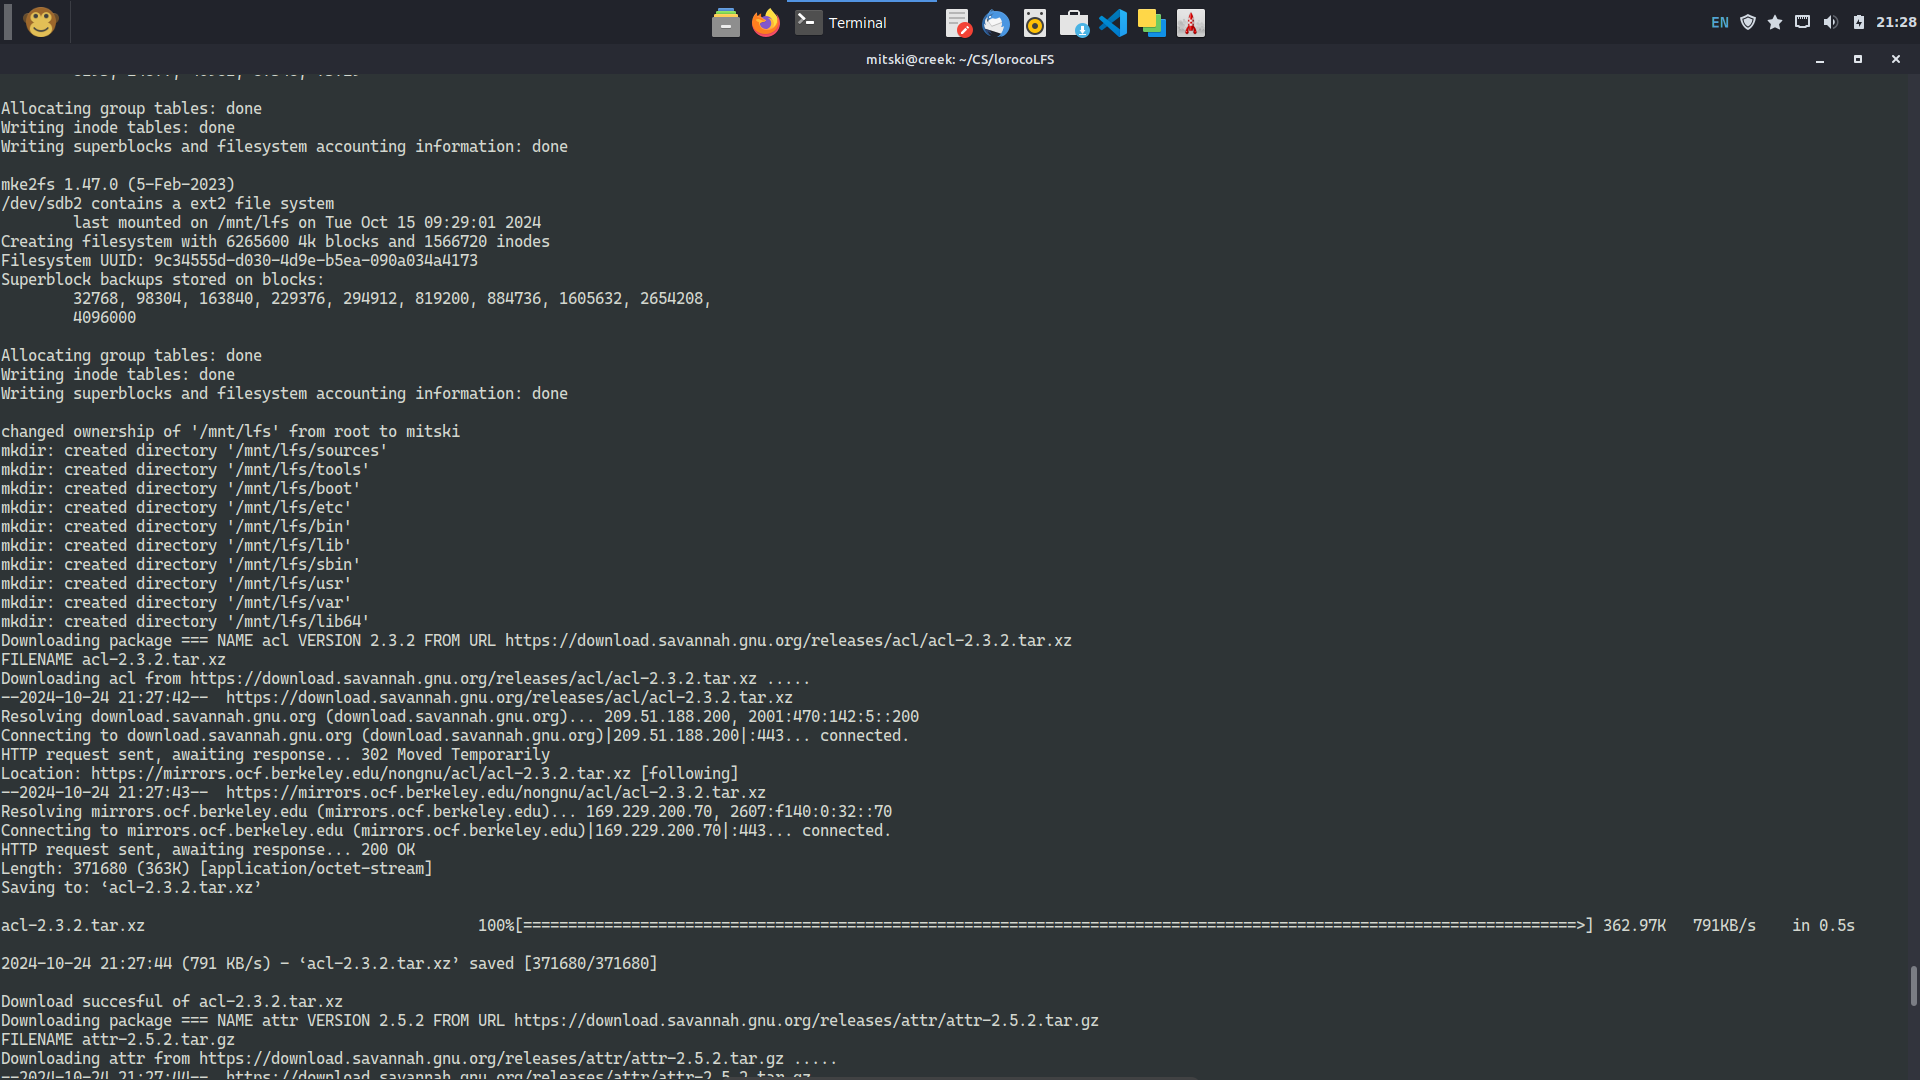 Terminal
EN
21:28
mitski@creek: ~/CS/lorocoLFS
Allocating group tables: done
Writing inode tables: done
Writing superblocks and filesystem accounting information: done
mke2fs 1.47.0 (5-Feb-2023)
/dev/sdb2 contains a ext2 file system
last mounted on /mnt/lfs on Tue Oct 15 09:29:01 2024
Creating filesystem with 6265600 4k blocks and 1566720 inodes
Filesystem UUID: 9c34555d-d030-4d9e-b5ea-090a034a4173
Superblock backups stored on blocks:
32768, 98304, 163840, 229376, 294912, 819200, 884736, 1605632, 2654208,
4096000
Allocating group tables: done
Writing inode tables: done
Writing superblocks and filesystem accounting information: done
changed ownership of '/mnt/lfs' from root to mitski
mkdir: created directory '/mnt/lfs/sources'
mkdir: created directory '/mnt/lfs/tools'
mkdir: created directory '/mnt/lfs/boot'
mkdir: created directory '/mnt/lfs/etc'
mkdir: created directory '/mnt/lfs/bin'
mkdir: created directory '/mnt/lfs/lib'
mkdir: created directory '/mnt/lfs/sbin'
mkdir: created directory '/mnt/lfs/usr'
mkdir: created directory '/mnt/lfs/var'
mkdir: created directory '/mnt/lfs/lib64'
Downloading package === NAME acl VERSION 2.3.2 FROM URL https://download.savannah.gnu.org/releases/acl/acl-2.3.2.tar.xz
FILENAME acl-2.3.2.tar.xz
Downloading acl from https://download.savannah.gnu.org/releases/acl/acl-2.3.2.tar.xz .....
--2024-10-24 21:27:42--  https://download.savannah.gnu.org/releases/acl/acl-2.3.2.tar.xz
Resolving download.savannah.gnu.org (download.savannah.gnu.org)... 209.51.188.200, 2001:470:142:5::200
Connecting to download.savannah.gnu.org (download.savannah.gnu.org)|209.51.188.200|:443... connected.
HTTP request sent, awaiting response... 302 Moved Temporarily
Location: https://mirrors.ocf.berkeley.edu/nongnu/acl/acl-2.3.2.tar.xz [following]
--2024-10-24 21:27:43--  https://mirrors.ocf.berkeley.edu/nongnu/acl/acl-2.3.2.tar.xz
Resolving mirrors.ocf.berkeley.edu (mirrors.ocf.berkeley.edu)... 169.229.200.70, 2607:f140:0:32::70
Connecting to mirrors.ocf.berkeley.edu (mirrors.ocf.berkeley.edu)|169.229.200.70|:443... connected.
HTTP request sent, awaiting response... 200 OK
Length: 371680 (363K) [application/octet-stream]
Saving to: ‘acl-2.3.2.tar.xz’
acl-2.3.2.tar.xz 100%[=====================================================================================================================>] 362.97K 791KB/s in 0.5s
2024-10-24 21:27:44 (791 KB/s) - ‘acl-2.3.2.tar.xz’ saved [371680/371680]
Download succesful of acl-2.3.2.tar.xz
Downloading package === NAME attr VERSION 2.5.2 FROM URL https://download.savannah.gnu.org/releases/attr/attr-2.5.2.tar.gz
FILENAME attr-2.5.2.tar.gz
Downloading attr from https://download.savannah.gnu.org/releases/attr/attr-2.5.2.tar.gz .....
--2024-10-24 21:27:44--  https://download.savannah.gnu.org/releases/attr/attr-2.5.2.tar.gz